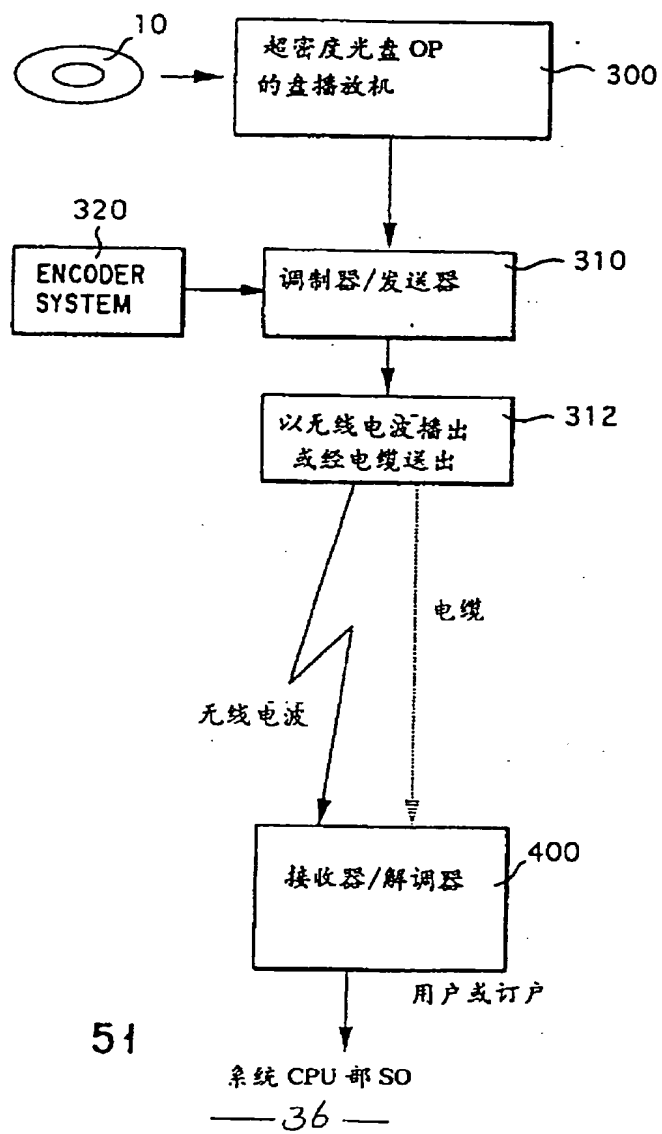 10
超密度光盘 OP
的盘播放机
300
320
ENCODER
SYSTEM
调制器/发送器
310
以无线电波播出
或经电缆送出
312
电缆
无线电波
接收器/解调器
400
用户或订户
51
系统 CPU 部 SO
— 36 —